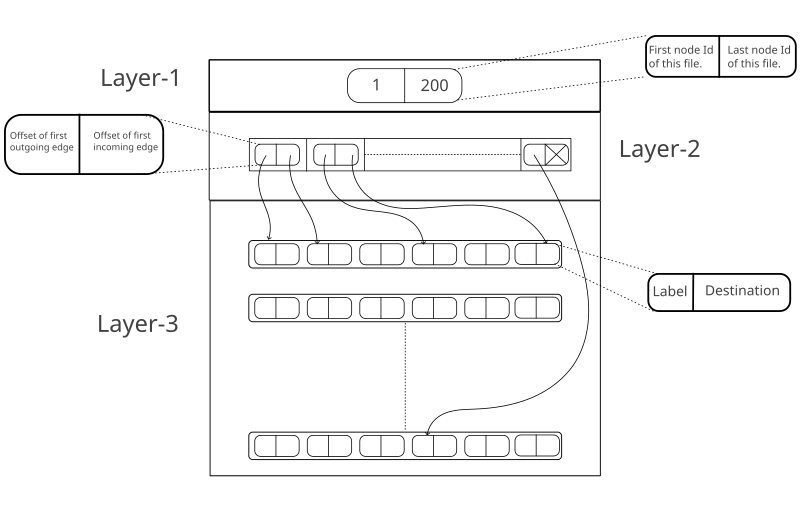 First node Id
of this file.
Last node Id
of this file.
Layer-1
1
200
Offset of first
outgoing edge
Offset of first
incoming edge
Layer-2
Label
Destination
Layer-3